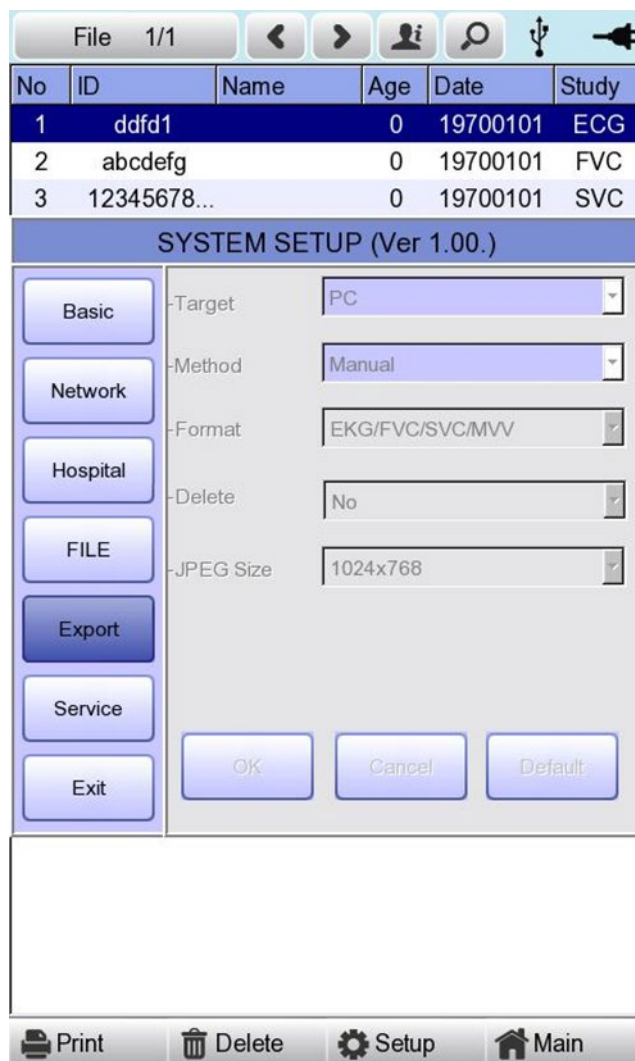 File 1/1
No ID Name Age Date Study
1 ddfd1 0 19700101 ECG
2 abcdefg 0 19700101 FVC
3 12345678... 0 19700101 SVC
SYSTEM SETUP (Ver 1.00.)
Basic
Network
Hospital
FILE
Export
Service
Exit
-Target PC
-Method Manual
-Format EKG/FVC/SVC/MVV
-Delete No
-JPEG Size 1024x768
OK Cancel Default
Print Delete Setup Main